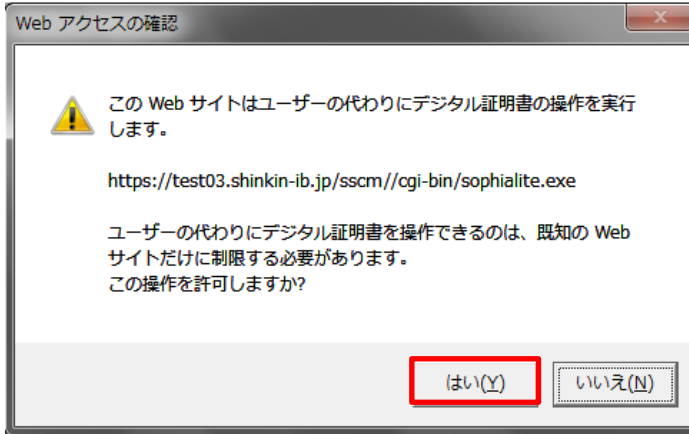 Web アクセスの確認
この Web サイトはユーザーの代わりにデジタル証明書の操作を実行
します。
https://test03.shinkin-ib.jp/sscm//cgi-bin/sophialite.exe
ユーザーの代わりにデジタル証明書を操作できるのは、既知の Web
サイトだけに制限する必要があります。
この操作を許可しますか?
はい(Y) いいえ(N)